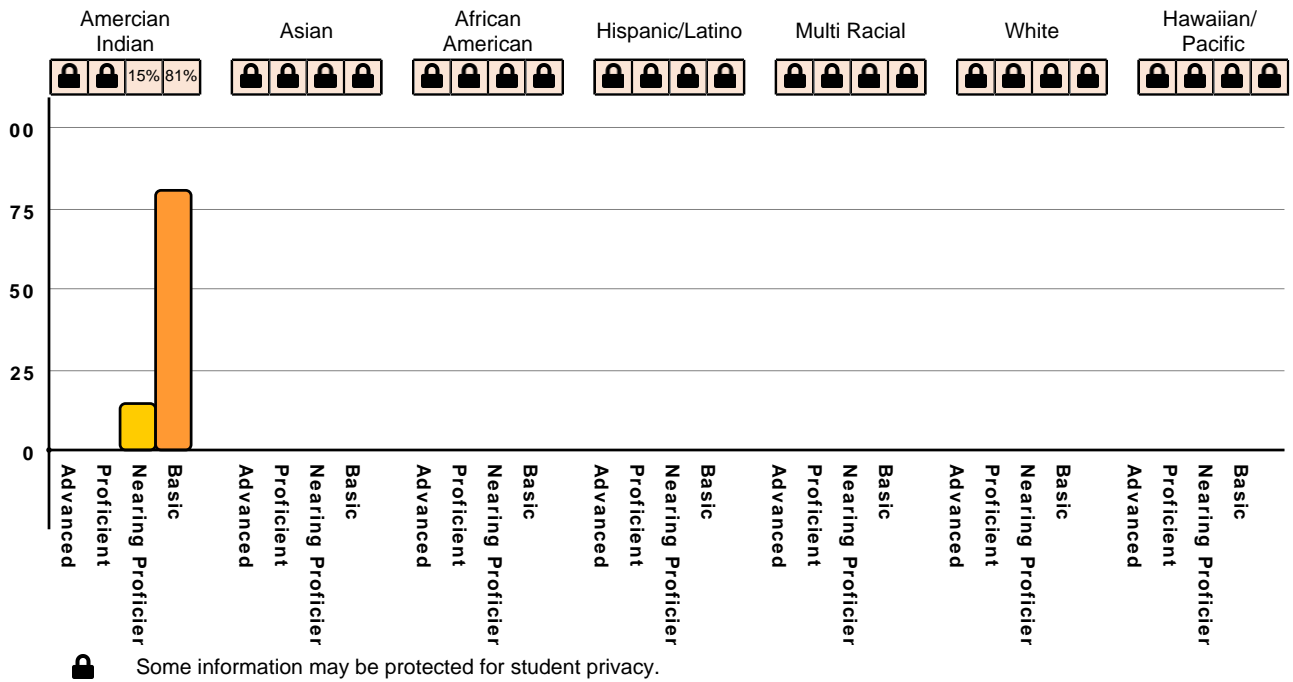 Amercian
Indian
Asian
African
American
Hispanic/Latino
Multi Racial
White
Hawaiian/
Pacific
15% 81%
00
75
50
25
0
Advanced
Proficient
Nearing Proficier
Basic
Advanced
Proficient
Nearing Proficier
Basic
Advanced
Proficient
Nearing Proficier
Basic
Advanced
Proficient
Nearing Proficier
Basic
Advanced
Proficient
Nearing Proficier
Basic
Advanced
Proficient
Nearing Proficier
Basic
Advanced
Proficient
Nearing Proficier
Basic
Some information may be protected for student privacy.